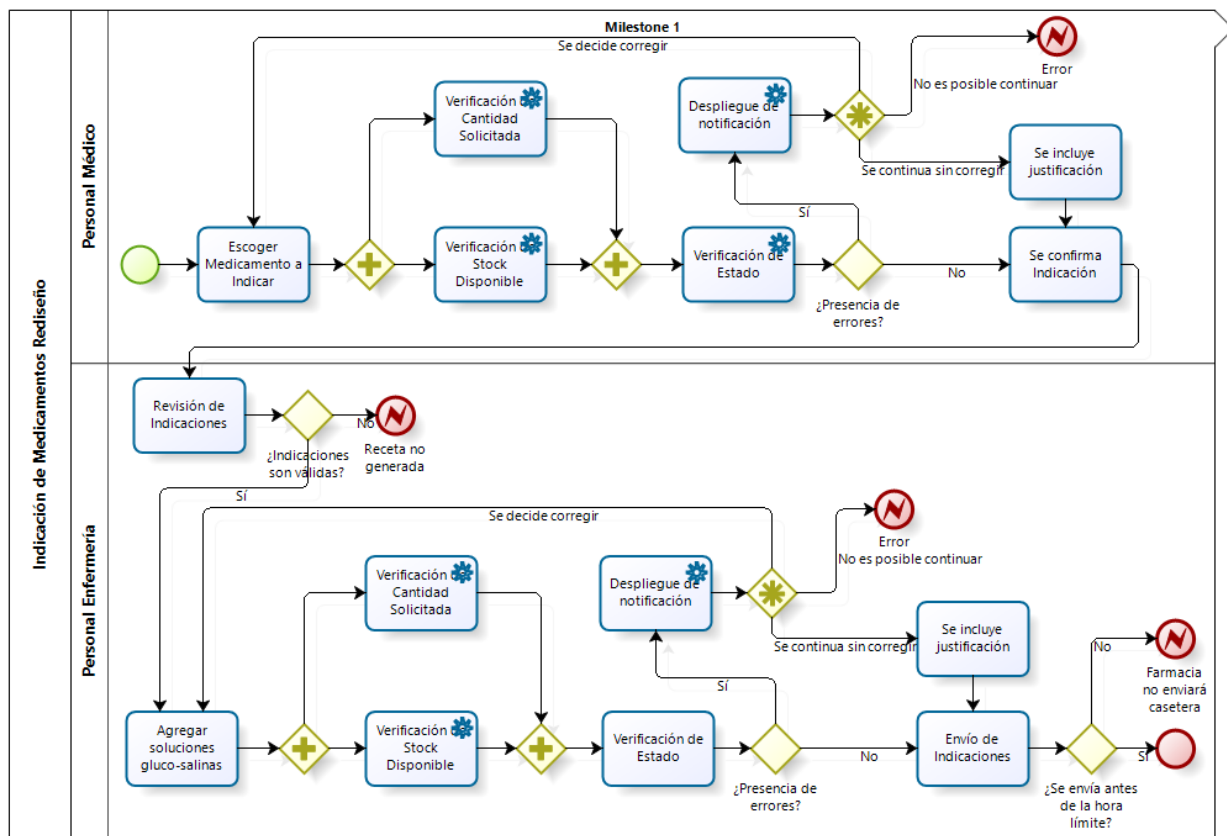 Indicación de Medicamentos Rediseño
Personal Médico
Milestone 1
Se decide corregir
Error
No es posible continuar
Verificación
Cantidad
Solicitada
Despliegue de
notificación
Se incluye
justificación
Se continua sin corregir
Sí
Escoger
Medicamento a
Indicar
Verificación
Stock
Disponible
Verificación de
Estado
No
Se confirma
Indicación
¿Presencia de
errores?
Personal Enfermería
Revisión de
Indicaciones
No
¿Indicaciones
son válidas?
Receta no
generada
Sí
Se decide corregir
Error
No es posible continuar
Verificación
Cantidad
Solicitada
Despliegue de
notificación
Se incluye
justificación
Se continua sin corregir
No
Farmacia
no enviará
casetera
Sí
Agregar
soluciones
gluco-salinas
Verificación
Stock
Disponible
Verificación de
Estado
No
Envío de
Indicaciones
Sí
¿Presencia de
errores?
¿Se envía antes
de la hora
límite?